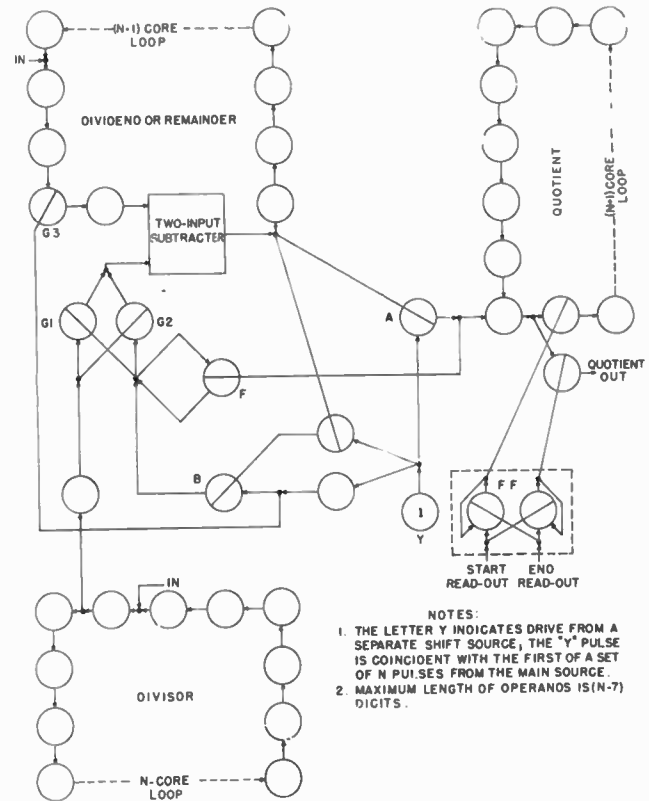 (N-1) CORE
LOOP
IN
DIVIDEND OR REMAINDER
G3
TWO-INPUT
SUBTRACTER
G1
G2
F
B
A
1
Y
QUOTIENT
(N-1) CORE
LOOP
QUOTIENT
OUT
FF
START
READ-OUT
END
READ-OUT
IN
DIVISOR
N-CORE
LOOP
NOTES:
1. THE LETTER Y INDICATES DRIVE FROM A
SEPARATE SHIFT SOURCE, THE "Y" PULSE
IS COINCIDENT WITH THE FIRST OF A SET
OF N PULSES FROM THE MAIN SOURCE.
2. MAXIMUM LENGTH OF OPERANDS IS (N-7)
DIGITS.